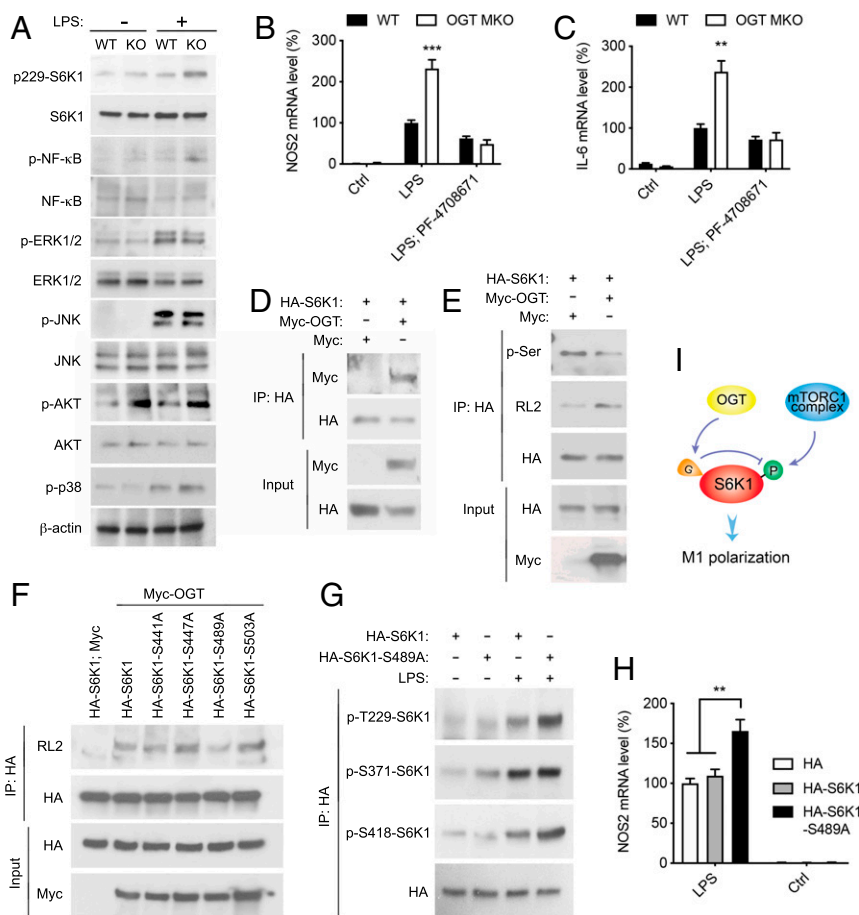 A
LPS: - +
WT KO WT KO
p229-S6K1
S6K1
p-NF-κB
NF-κB
p-ERK1/2
ERK1/2
p-JNK
JNK
p-AKT
AKT
p-p38
β-actin
B
WT OGT MKO
NOS2 mRNA level (%)
300
200
100
0
***
Ctrl
LPS
LPS; PF-4708671
C
WT OGT MKO
IL-6 mRNA level (%)
300
200
100
0
**
Ctrl
LPS
LPS; PF-4708671
D
HA-S6K1: + +
Myc-OGT: - +
Myc: + -
IP: HA
Myc
HA
Input
Myc
HA
E
HA-S6K1: + +
Myc-OGT: - +
Myc: + -
IP: HA
p-Ser
RL2
HA
Input
HA
Myc
I
OGT
mTORC1
complex
G
P
S6K1
M1 polarization
F
Myc-OGT
HA-S6K1; Myc
HA-S6K1
HA-S6K1-S441A
HA-S6K1-S447A
HA-S6K1-S489A
HA-S6K1-S503A
IP: HA
RL2
HA
Input
HA
Myc
G
HA-S6K1: + - + -
HA-S6K1-S489A: - + - +
LPS: - - + +
IP: HA
p-T229-S6K1
p-S371-S6K1
p-S418-S6K1
HA
H
NOS2 mRNA level (%)
200
150
100
50
0
**
HA
HA-S6K1
HA-S6K1
-S489A
LPS
Ctrl